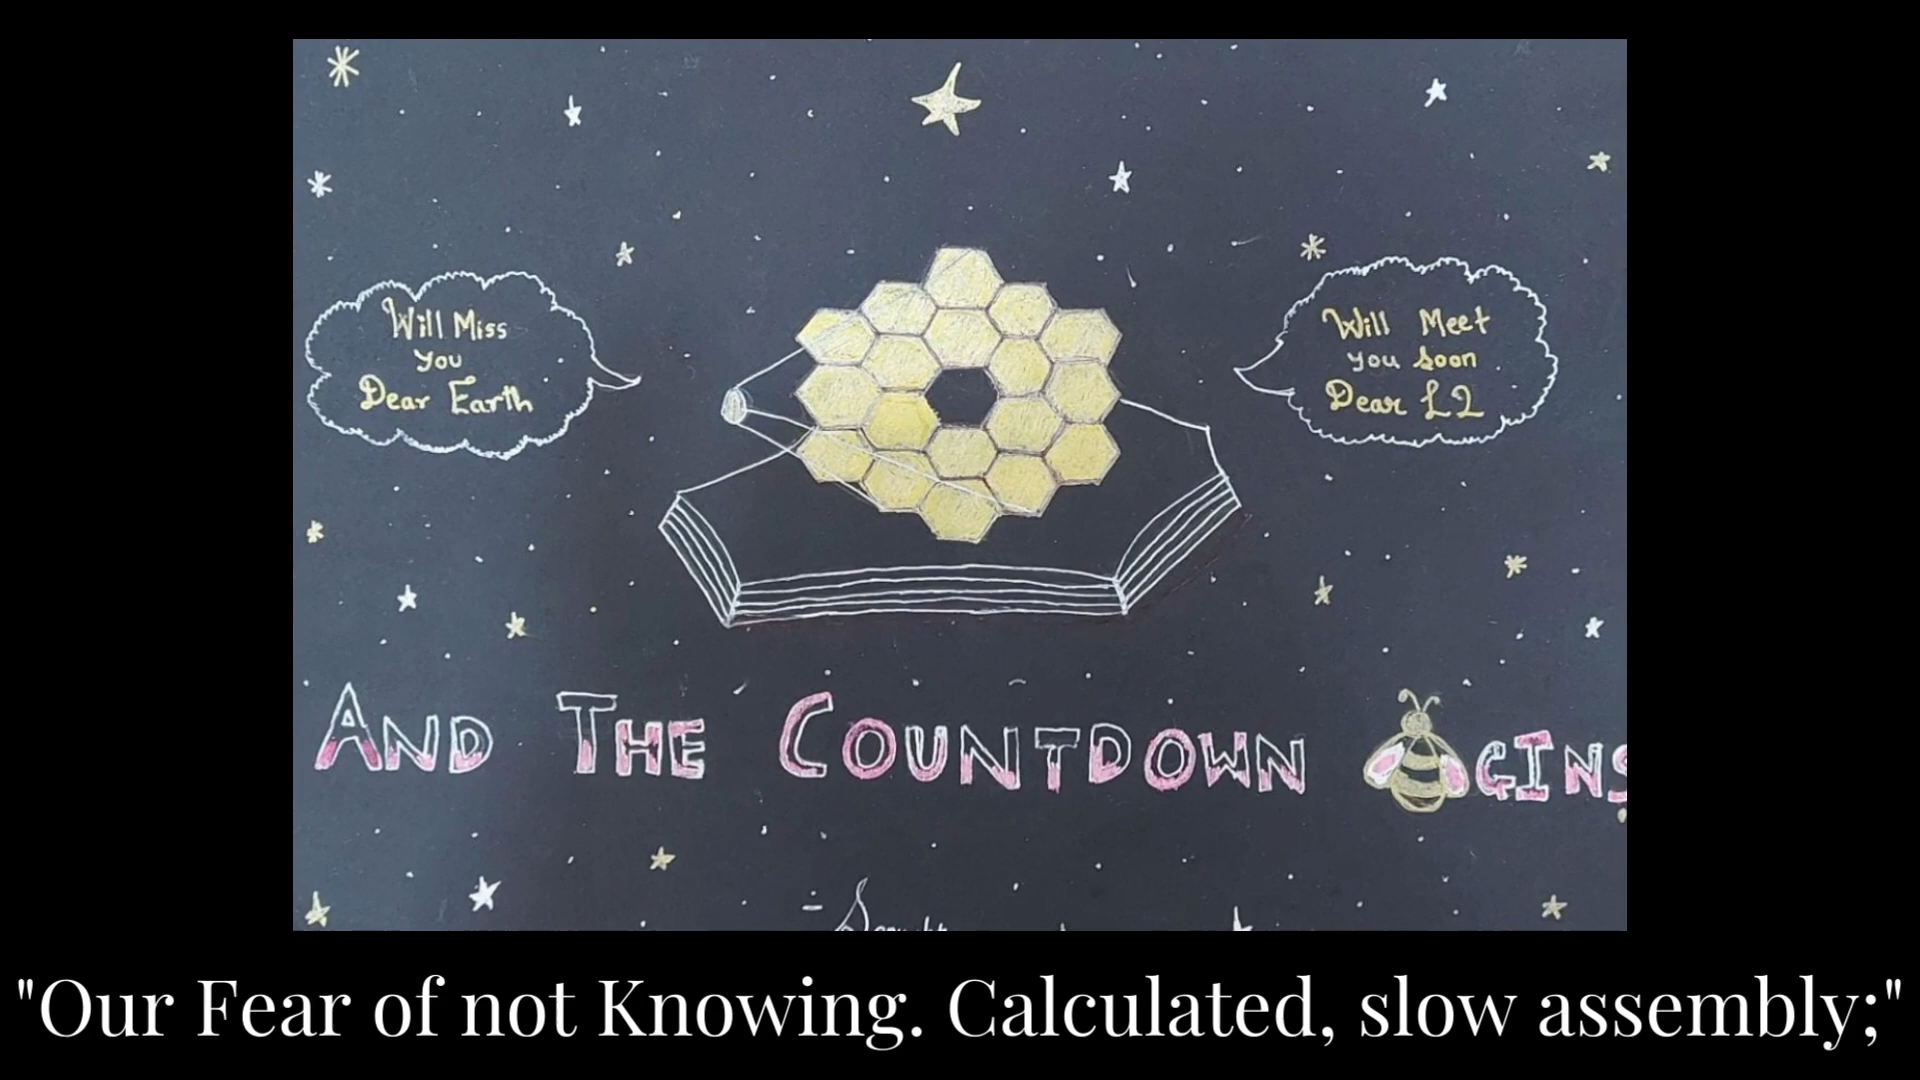 Will Miss
you
Dear Earth
Will Meet
you soon
Dear L2
AND THE COUNTDOWN GINS
"Our Fear of not Knowing. Calculated, slow assembly;"